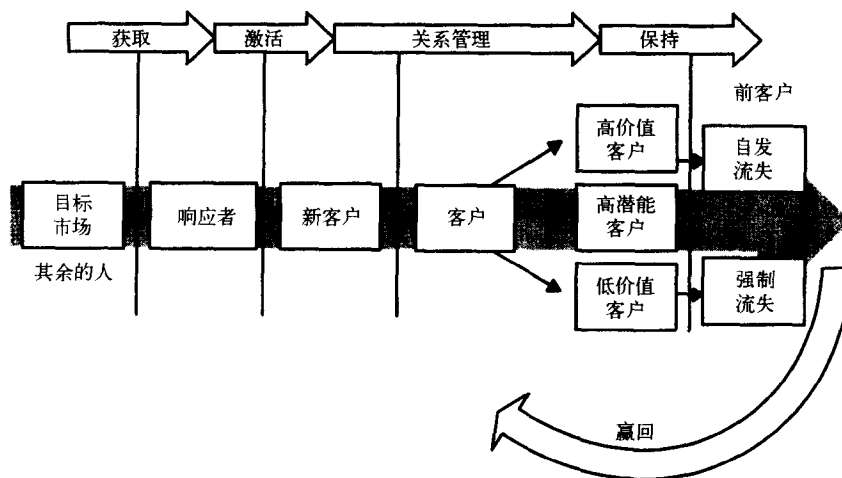 获取
激活
关系管理
保持
前客户
高价值
客户
自发
流失
目标
市场
响应者
新客户
客户
高潜能
客户
其余的人
低价值
客户
强制
流失
赢回